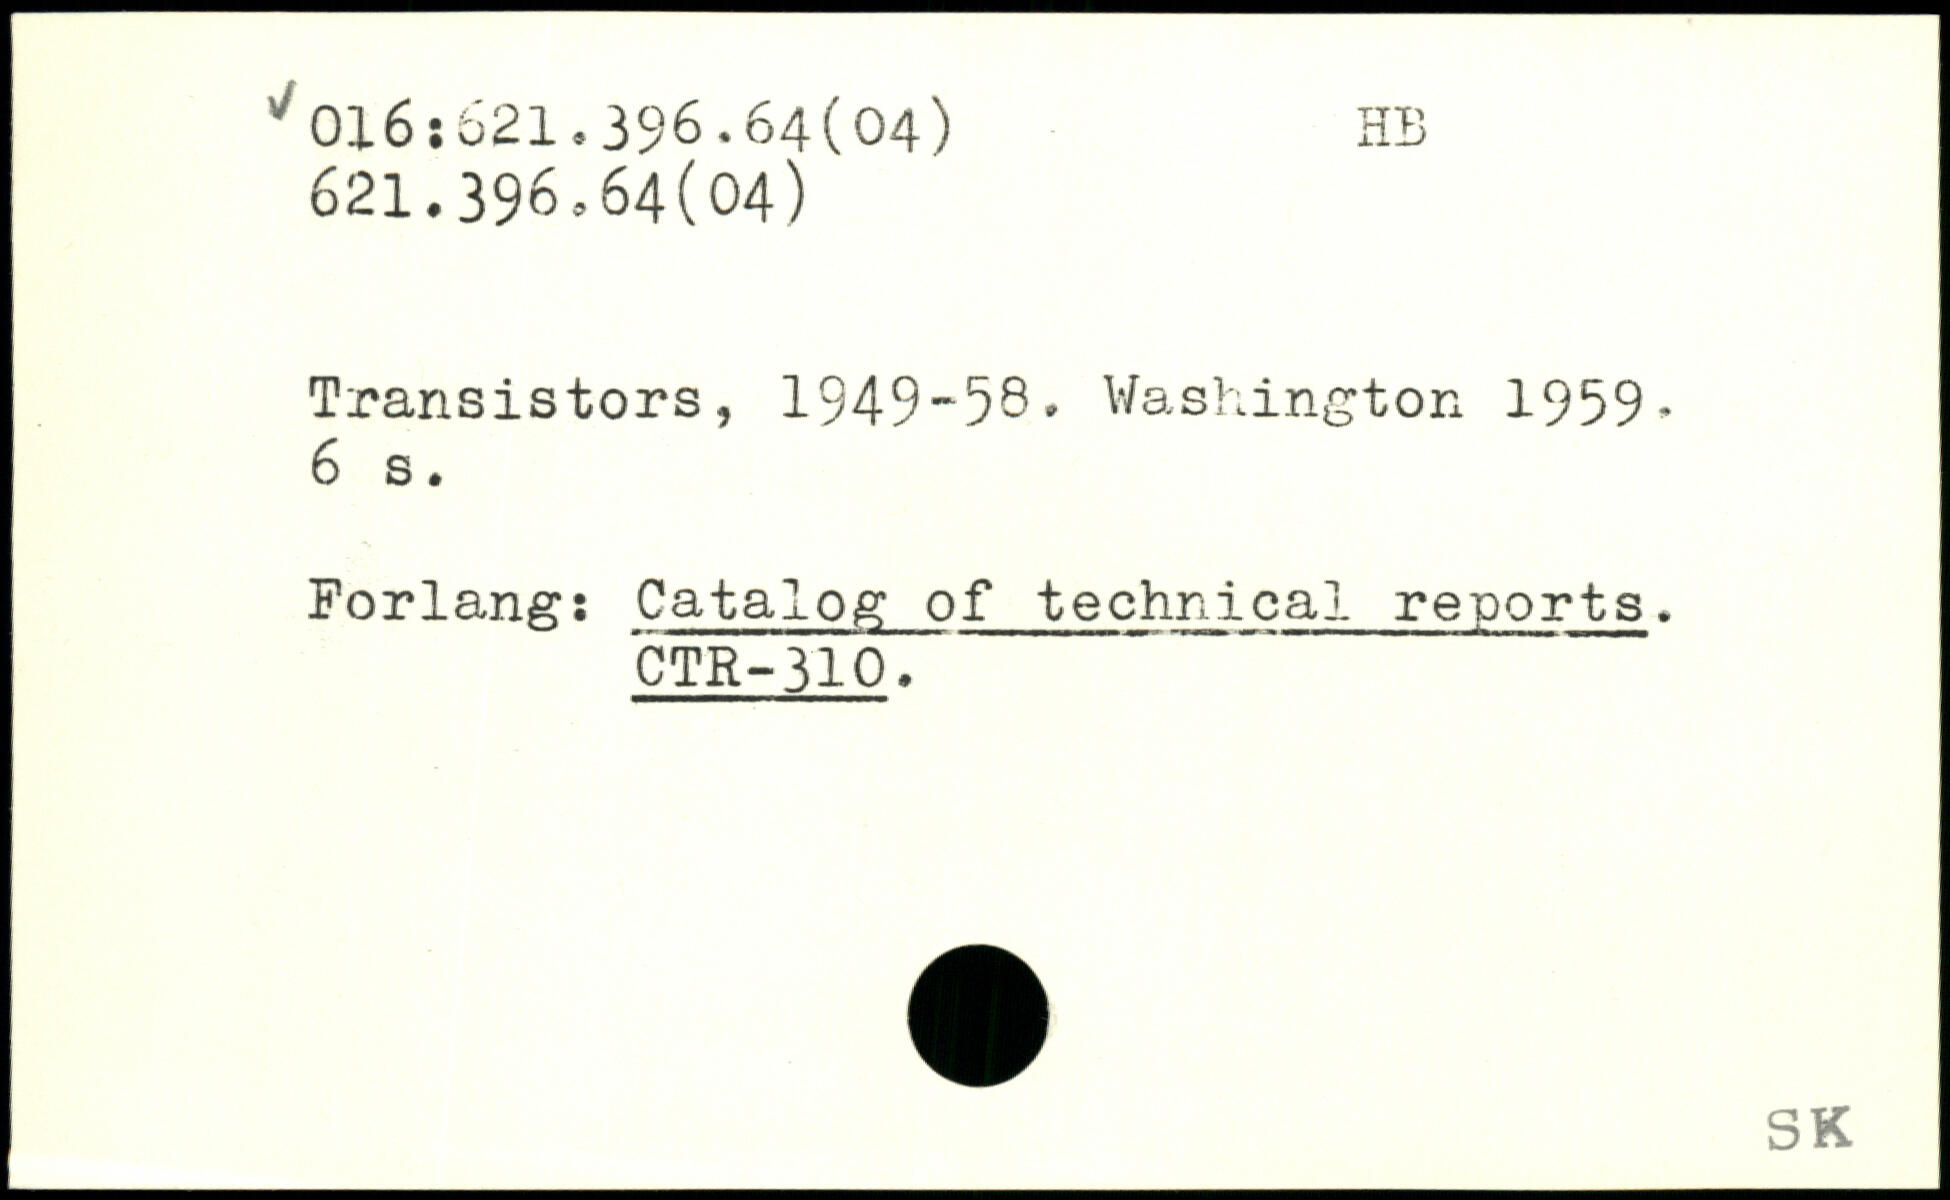 ✓016:621.396.64(04) HB
621.396.64(04)
Transistors, 1949-58. Washington 1959.
6 s.
Forlang: Catalog of technical reports.
CTR-310.
SK